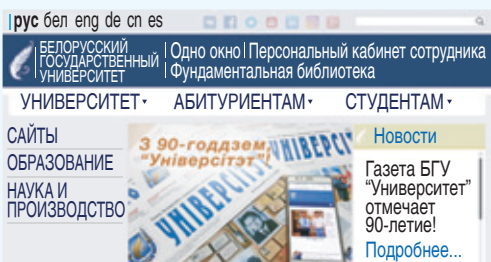 рус бел eng de cn es
БЕЛОРУССКИЙ
ГОСУДАРСТВЕННЫЙ
УНИВЕРСИТЕТ
Одно окно | Персональный кабинет сотрудника
Фундаментальная библиотека
УНИВЕРСИТЕТ АБИТУРИЕНТАМ СТУДЕНТАМ
САЙТЫ
ОБРАЗОВАНИЕ
НАУКА И
ПРОИЗВОДСТВО
З 90-годдзем,
"Універсітэт"!
УНІВЕРСІТЭТ
Новости
Газета БГУ
“Университет”
отмечает
90-летие!
Подробнее...